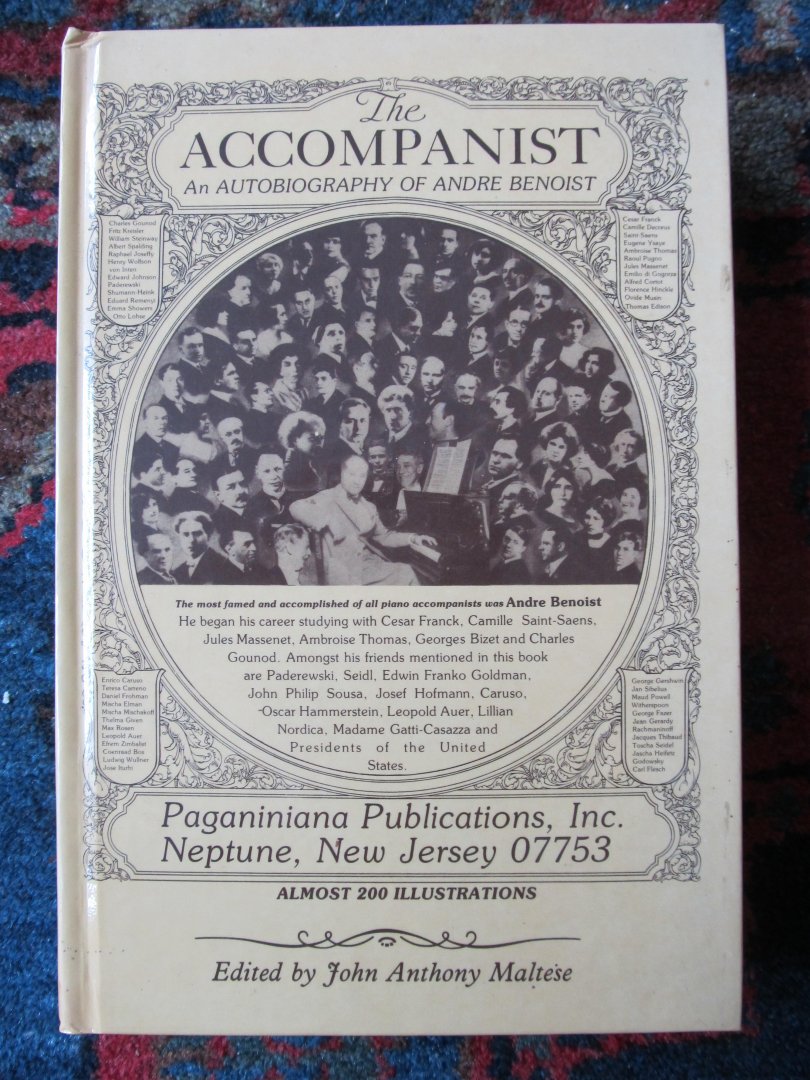 The
ACCOMPANIST
An AUTOBIOGRAPHY OF ANDRE BENOIST
Charles Gounod
Fritz Kreisler
William Steinway
Albert Spalding
Raphael Joseffy
Henry Wolfson
von Inten
Edward Johnson
Paderewski
Shumann-Heink
Eduard Remenyi
Emma Showers
Otto Lohse
Cesar Franck
Camille Decreus
Saint-Saens
Eugene Ysaye
Ambroise Thomas
Raoul Pugno
Jules Massenet
Emilio di Gogorza
Alfred Cortot
Florence Hinckle
Ovide Musin
Thomas Edison
The most famed and accomplished of all piano accompanists was Andre Benoist
He began his career studying with Cesar Franck, Camille Saint-Saens,
Jules Massenet, Ambroise Thomas, Georges Bizet and Charles
Gounod. Amongst his friends mentioned in this book
are Paderewski, Seidl, Edwin Franko Goldman,
John Philip Sousa, Josef Hofmann, Caruso,
Oscar Hammerstein, Leopold Auer, Lillian
Nordica, Madame Gatti-Casazza and
Presidents of the United
States.
Enrico Caruso
Teresa Carreno
Daniel Frohman
Mischa Elman
Mischa Mischakoff
Thelma Given
Max Rosen
Leopold Auer
Efrem Zimbalist
Coenraad Bos
Ludwig Wullner
Jose Iturbi
George Gershwin
Jan Sibelius
Maud Powell
Witherspoon
George Fazer
Jean Gerardy
Rachmaninoff
Jacques Thibaud
Toscha Seidel
Jascha Heifetz
Godowsky
Carl Flesch
Paganiniana Publications, Inc.
Neptune, New Jersey 07753
ALMOST 200 ILLUSTRATIONS
Edited by John Anthony Maltese